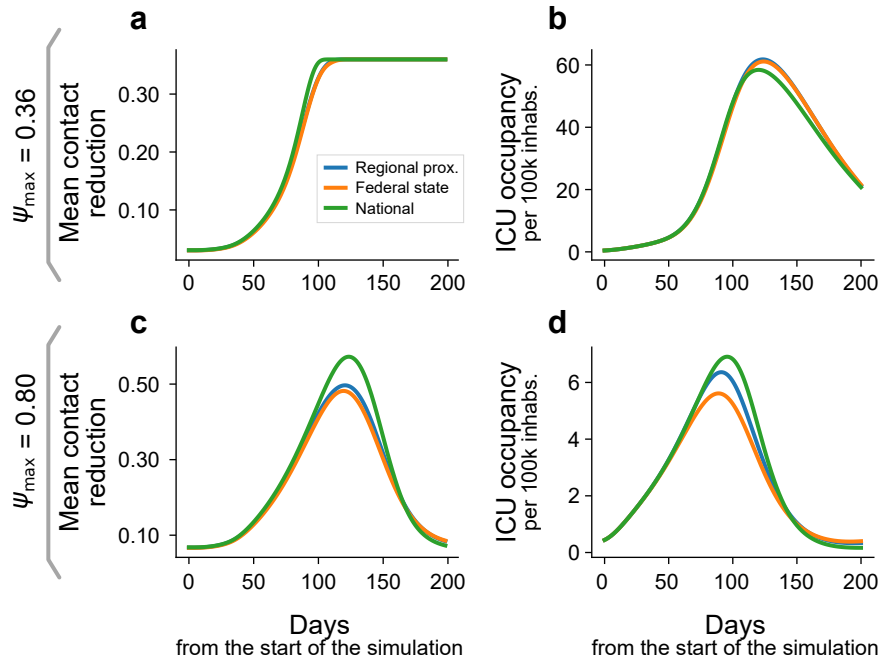 a
b
ψmax = 0.36
Mean contact
reduction
0.30
0.20
0.10
0
50
100
150
200
Regional prox.
Federal state
National
ICU occupancy
per 100k inhabs.
60
40
20
0
0
50
100
150
200
c
d
ψmax = 0.80
Mean contact
reduction
0.50
0.30
0.10
0
50
100
150
200
Days
from the start of the simulation
ICU occupancy
per 100k inhabs.
6
4
2
0
0
50
100
150
200
Days
from the start of the simulation